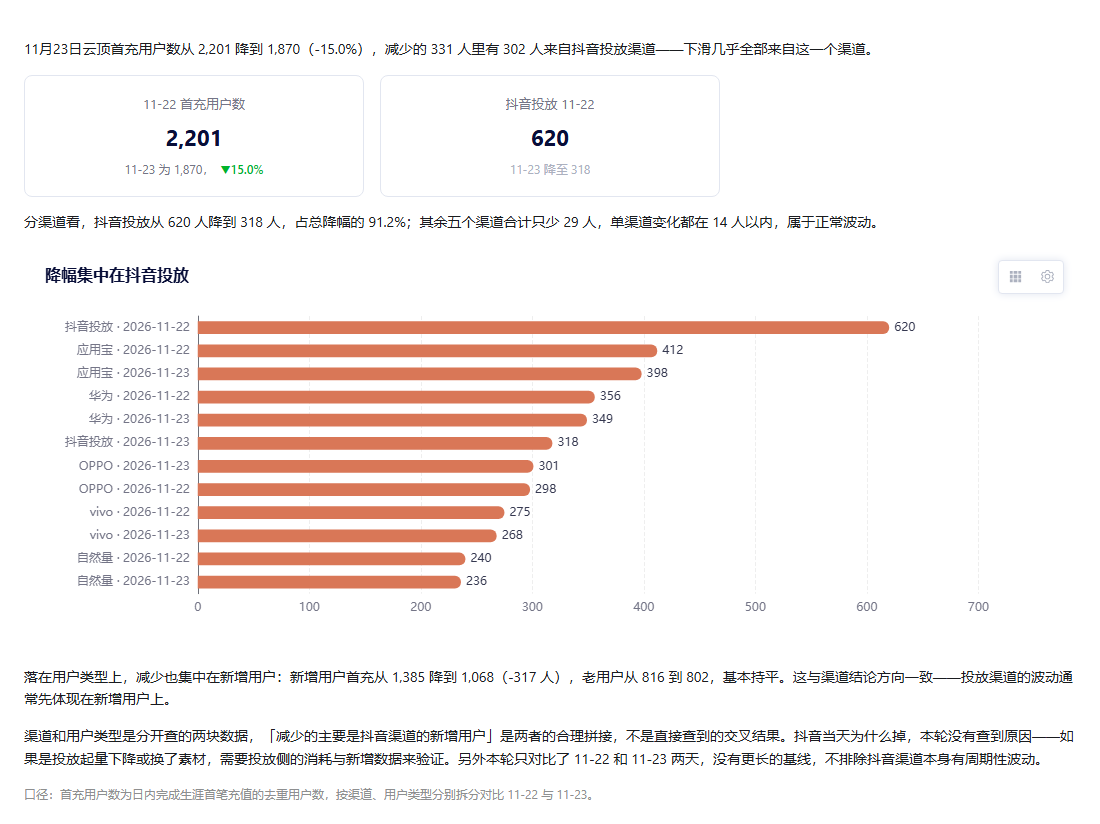 11月23日云顶首充用户数从 2,201 降到 1,870（-15.0%），减少的 331 人里有 302 人来自抖音投放渠道——下滑几乎全部来自这一个渠道。
11-22 首充用户数
2,201
11-23 为 1,870， ▼15.0%
抖音投放 11-22
620
11-23 降至 318
分渠道看，抖音投放从 620 人降到 318 人，占总降幅的 91.2%；其余五个渠道合计只少 29 人，单渠道变化都在 14 人以内，属于正常波动。
降幅集中在抖音投放
抖音投放 · 2026-11-22 620
应用宝 · 2026-11-22 412
应用宝 · 2026-11-23 398
华为 · 2026-11-22 356
华为 · 2026-11-23 349
抖音投放 · 2026-11-23 318
OPPO · 2026-11-23 301
OPPO · 2026-11-22 298
vivo · 2026-11-22 275
vivo · 2026-11-23 268
自然量 · 2026-11-22 240
自然量 · 2026-11-23 236
0 100 200 300 400 500 600 700
落在用户类型上，减少也集中在新增用户：新增用户首充从 1,385 降到 1,068（-317 人），老用户从 816 到 802，基本持平。这与渠道结论方向一致——投放渠道的波动通
常先体现在新增用户上。
渠道和用户类型是分开查的两块数据，「减少的主要是抖音渠道的新增用户」是两者的合理拼接，不是直接查到的交叉结果。抖音当天为什么掉，本轮没有查到原因——如
果是投放起量下降或换了素材，需要投放侧的消耗与新增数据来验证。另外本轮只对比了 11-22 和 11-23 两天，没有更长的基线，不排除抖音渠道本身有周期性波动。
口径：首充用户数为日内完成生涯首笔充值的去重用户数，按渠道、用户类型分别拆分对比 11-22 与 11-23。